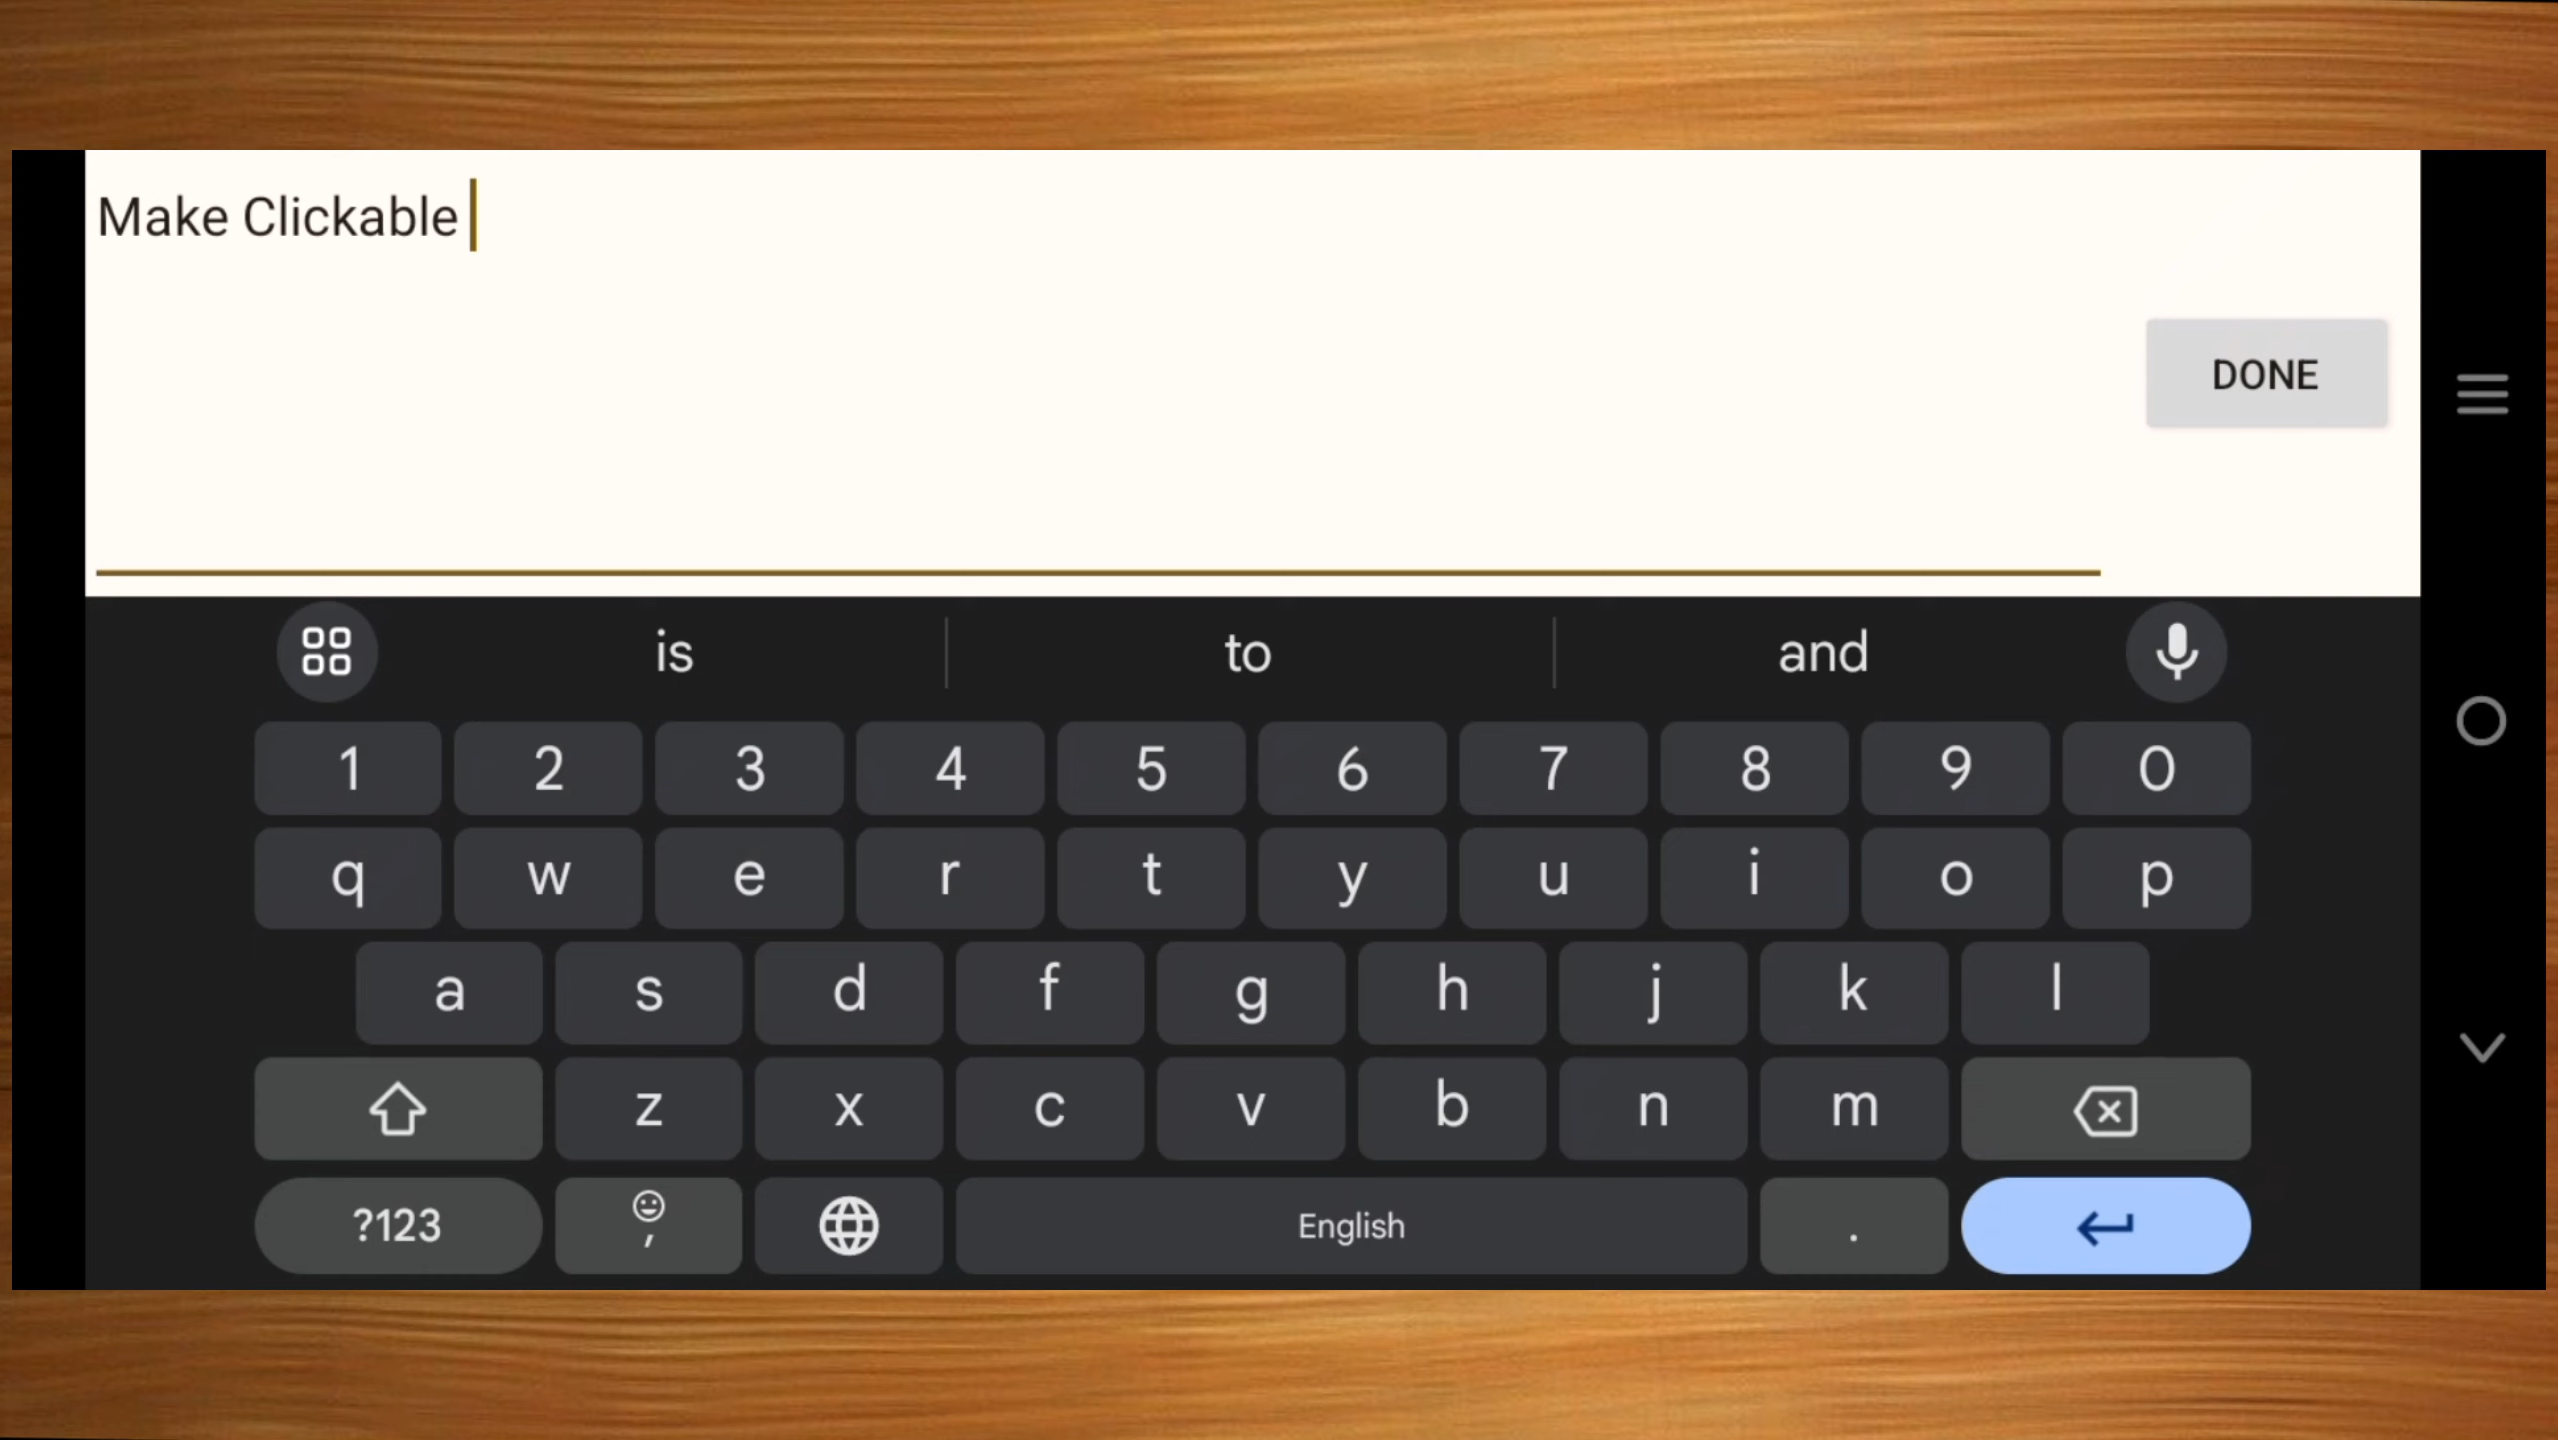 Make Clickable
DONE
is to and
1 2 3 4 5 6 7 8 9 0
q w e r t y u i o p
a s d f g h j k l
z x c v b n m
?123 , English .